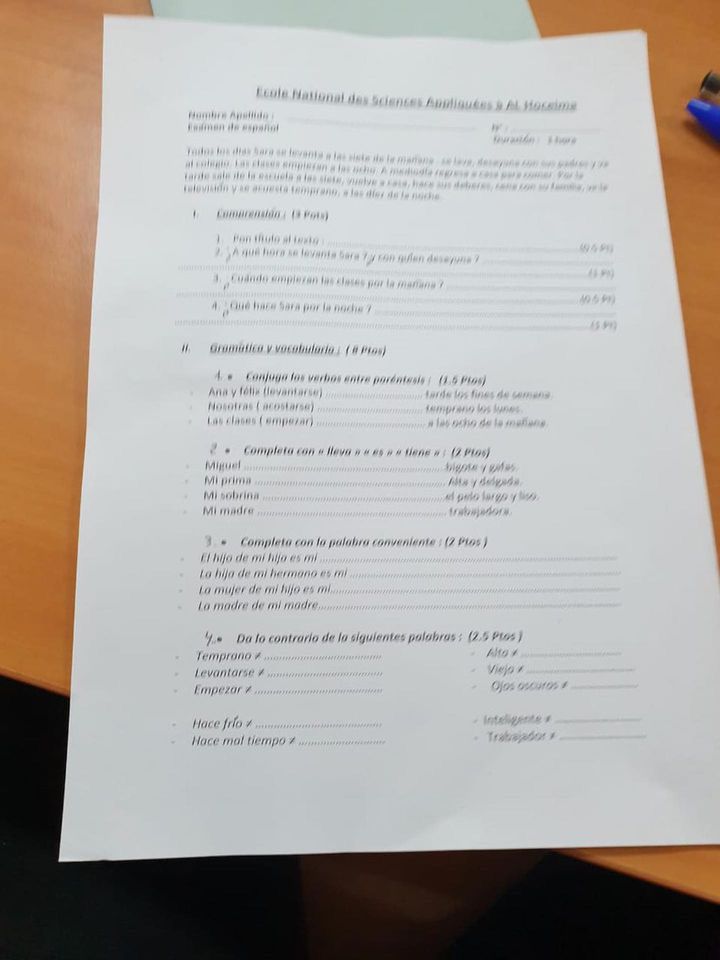 Ecole National des Sciences Appliquées a AL Hoceima
Nombre Apellido : ....................
Exámen de español N° : ....................
Duración : 1 hora
Todos los días Sara se levanta a las siete de la mañana - se lava, desayuna con sus padres y va
al colegio. Las clases empiezan a las ocho. A mediodía regresa a casa para comer. Por la
tarde sale de la escuela a las siete, vuelve a casa, hace sus deberes, cena con su familia, ve la
televisión y se acuesta temprano, a las diez de la noche.
I. Comprensión : (3 Pots)
1. Pon título al texto : .................... (0.5 Pt)
2. ¿A qué hora se levanta Sara ? ¿y con quien desayuna ? ....................
.................... (1 Pt)
3. ¿Cuándo empiezan las clases por la mañana ? ....................
.................... (0.5 Pt)
4. ¿Qué hace Sara por la noche ? ....................
.................... (1 Pt)
II. Gramática y vocabulario : ( 8 Ptos)
1. • Conjuga los verbos entre paréntesis : (1.5 Ptos)
- Ana y félix (levantarse) .................... tarde los fines de semana.
- Nosotras ( acostarse) .................... temprano los lunes.
- Las clases ( empezar) .................... a las ocho de la mañana.
2 • Completa con « lleva » « es » « tiene » : (2 Ptos)
- Miguel .................... bigote y gafas.
- Mi prima .................... Alta y delgada.
- Mi sobrina .................... el pelo largo y liso.
- Mi madre .................... trabajadora.
3. • Completa con la palabra conveniente : (2 Ptos )
- El hijo de mi hijo es mi ....................
- La hija de mi hermano es mi ....................
- La mujer de mi hijo es mi....................
- La madre de mi madre....................
4.• Da lo contrario de la siguientes palabras : (2.5 Ptos )
- Temprano ≠ .................... - Alto ≠ ....................
- Levantarse ≠ .................... - Viejo ≠ ....................
- Empezar ≠ .................... - Ojos oscuros ≠ ....................
- Hace frío ≠ .................... - Inteligente ≠ ....................
- Hace mal tiempo ≠ .................... - Trabajador ≠ ....................